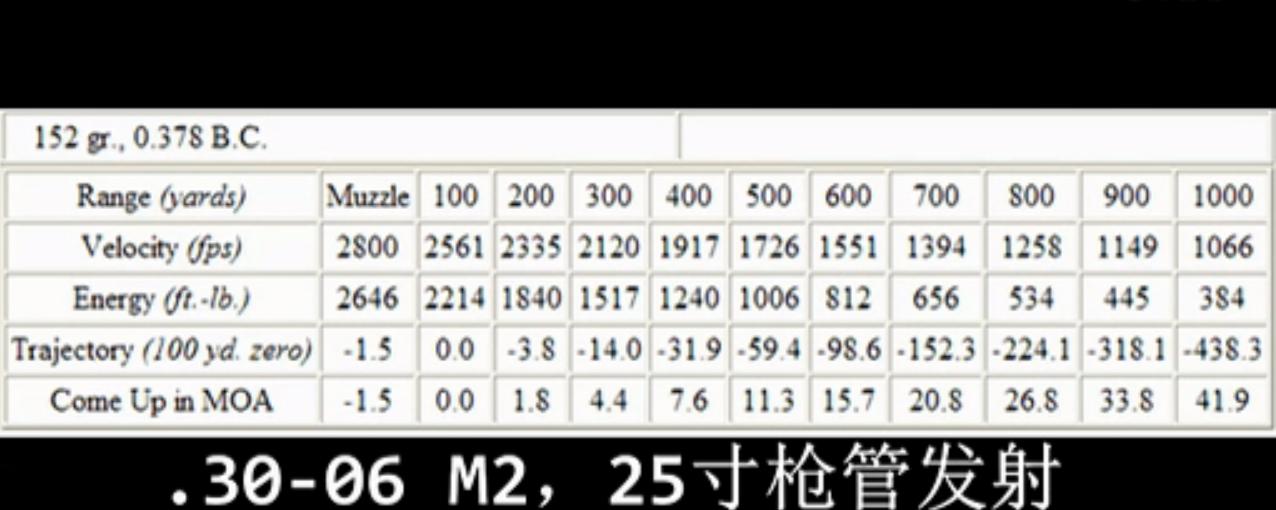 152 gr., 0.378 B.C.
Range (yards) Muzzle 100 200 300 400 500 600 700 800 900 1000
Velocity (fps) 2800 2561 2335 2120 1917 1726 1551 1394 1258 1149 1066
Energy (ft.-lb.) 2646 2214 1840 1517 1240 1006 812 656 534 445 384
Trajectory (100 yd. zero) -1.5 0.0 -3.8 -14.0 -31.9 -59.4 -98.6 -152.3 -224.1 -318.1 -438.3
Come Up in MOA -1.5 0.0 1.8 4.4 7.6 11.3 15.7 20.8 26.8 33.8 41.9
.30-06 M2，25寸枪管发射